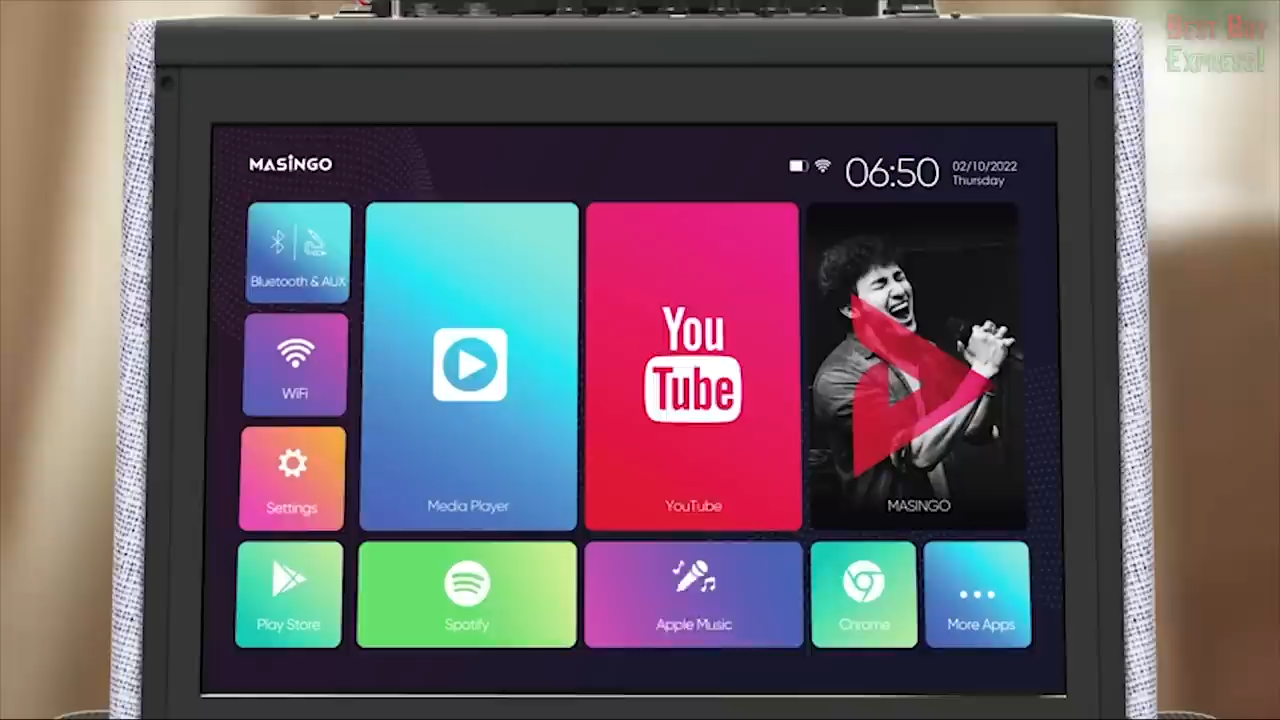 Best Buy
Express!
MASINGO
06:50
02/10/2022
Thursday
Bluetooth & AUX
WiFi
Settings
Media Player
You
Tube
YouTube
MASINGO
Play Store
Spotify
Apple Music
Chrome
More Apps